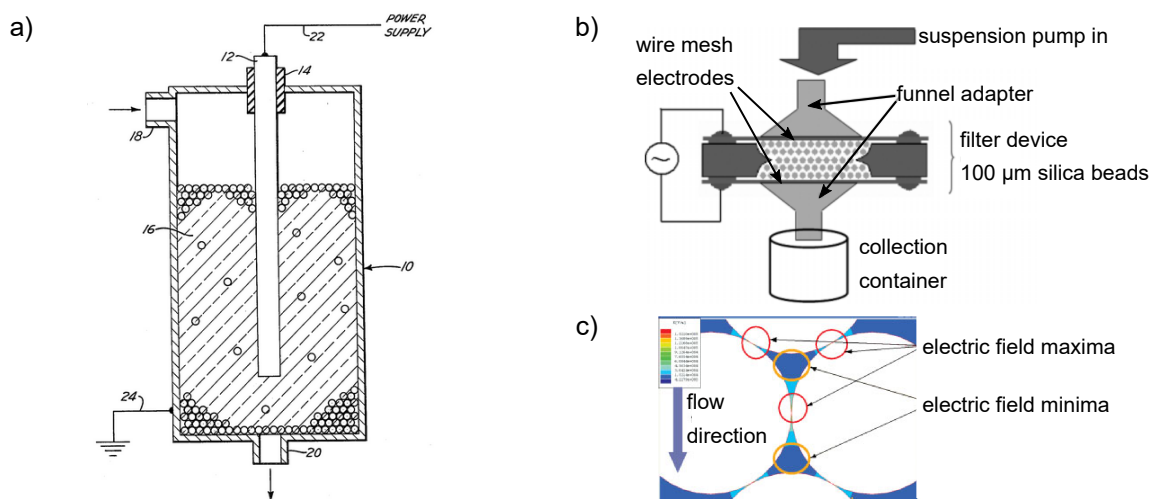 a)
POWER
SUPPLY
22
12
14
18
16
10
24
20
b)
suspension pump in
wire mesh
electrodes
funnel adapter
filter device
100 µm silica beads
collection
container
c)
electric field maxima
flow
direction
electric field minima